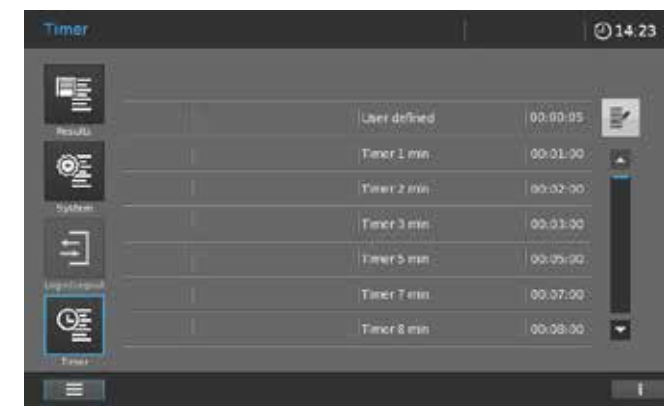 Timer
14:23
Results
User defined 00:00:05
Timer 1 min 00:01:00
System
Timer 2 min 00:02:00
Timer 3 min 00:03:00
Login/Logout
Timer 5 min 00:05:00
Timer 7 min 00:07:00
Timer 8 min 00:08:00
Timer
i